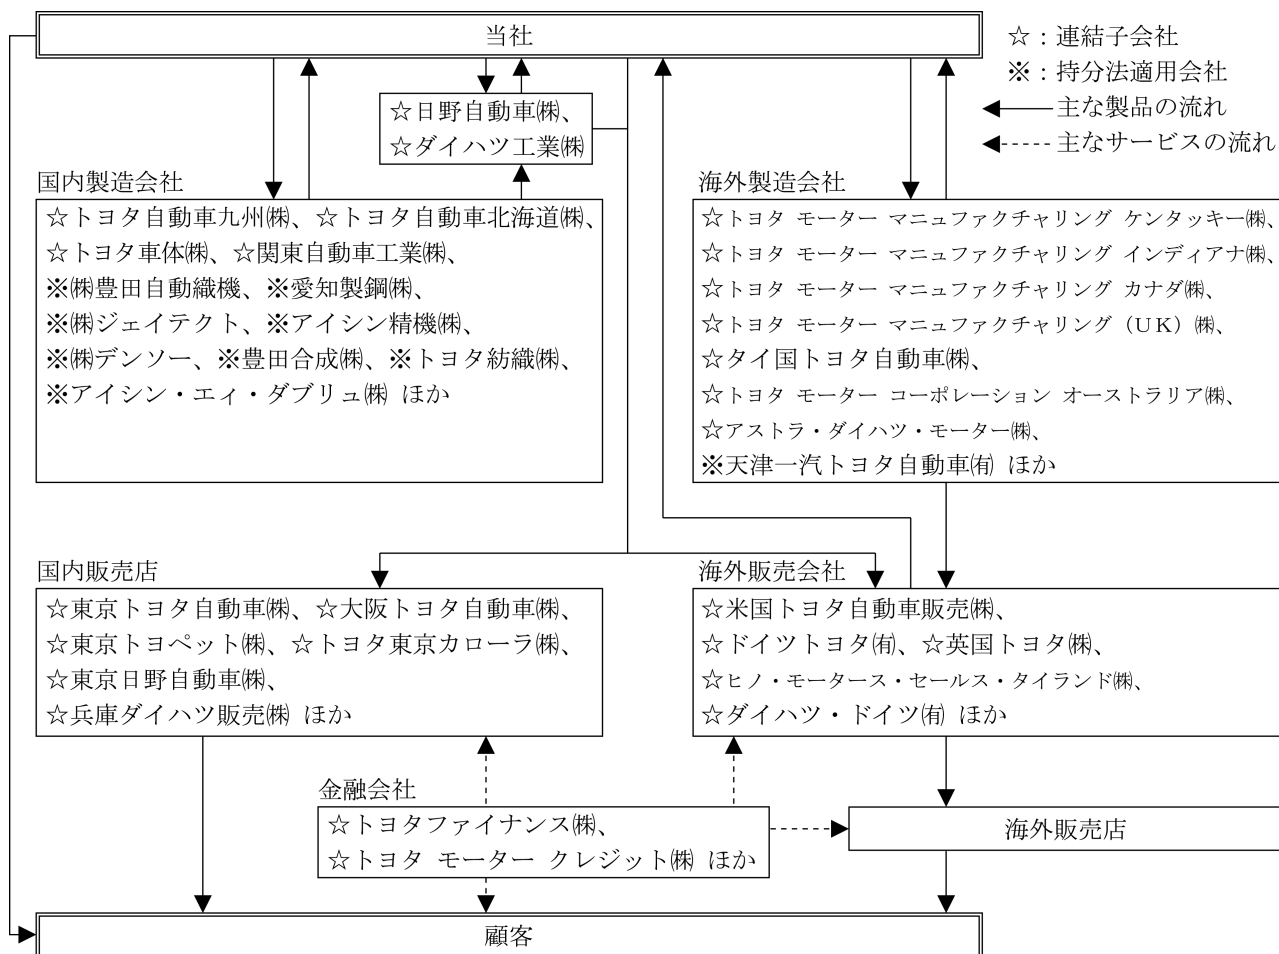 当社
☆：連結子会社
※：持分法適用会社
主な製品の流れ
主なサービスの流れ
☆日野自動車㈱、
☆ダイハツ工業㈱
国内製造会社
☆トヨタ自動車九州㈱、☆トヨタ自動車北海道㈱、
☆トヨタ車体㈱、☆関東自動車工業㈱、
※㈱豊田自動織機、※愛知製鋼㈱、
※㈱ジェイテクト、※アイシン精機㈱、
※㈱デンソー、※豊田合成㈱、※トヨタ紡織㈱、
※アイシン・エィ・ダブリュ㈱ ほか
海外製造会社
☆トヨタ モーター マニュファクチャリング ケンタッキー㈱、
☆トヨタ モーター マニュファクチャリング インディアナ㈱、
☆トヨタ モーター マニュファクチャリング カナダ㈱、
☆トヨタ モーター マニュファクチャリング（UK）㈱、
☆タイ国トヨタ自動車㈱、
☆トヨタ モーター コーポレーション オーストラリア㈱、
☆アストラ・ダイハツ・モーター㈱、
※天津一汽トヨタ自動車㈲ ほか
国内販売店
☆東京トヨタ自動車㈱、☆大阪トヨタ自動車㈱、
☆東京トヨペット㈱、☆トヨタ東京カローラ㈱、
☆東京日野自動車㈱、
☆兵庫ダイハツ販売㈱ ほか
海外販売会社
☆米国トヨタ自動車販売㈱、
☆ドイツトヨタ㈲、☆英国トヨタ㈱、
☆ヒノ・モータース・セールス・タイランド㈱、
☆ダイハツ・ドイツ㈲ ほか
金融会社
☆トヨタファイナンス㈱、
☆トヨタ モーター クレジット㈱ ほか
海外販売店
顧客